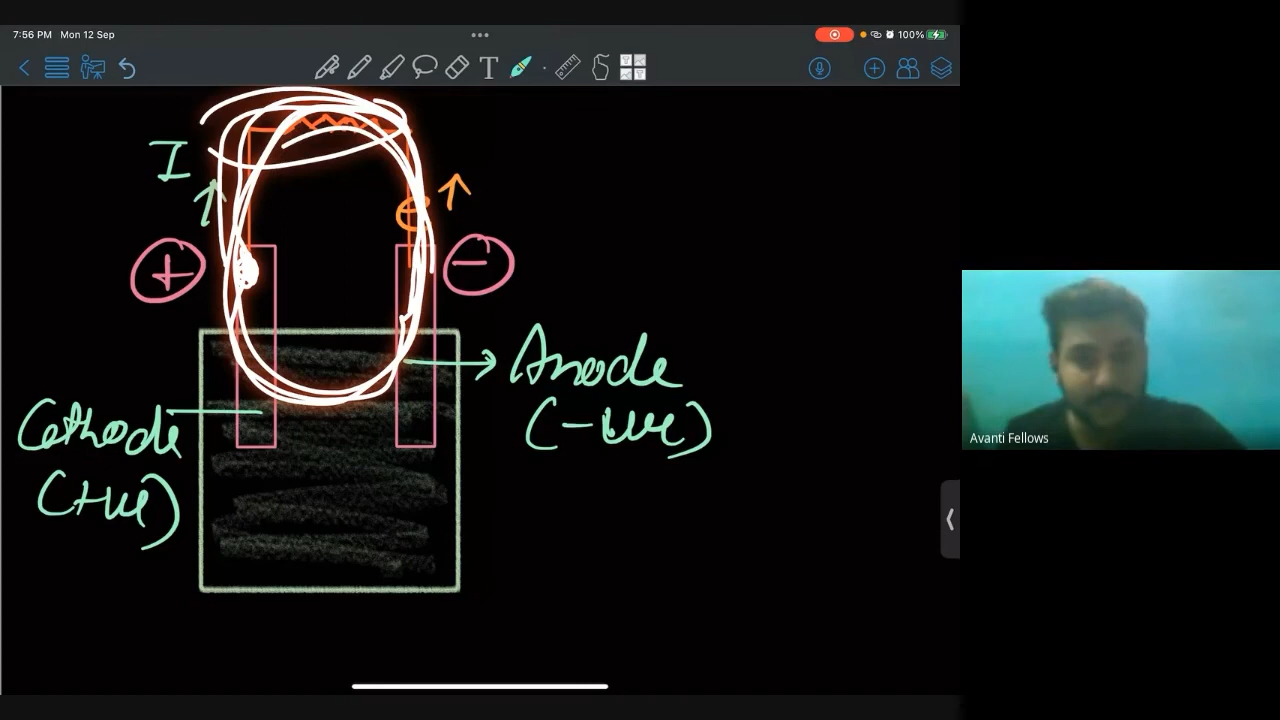 7:56 PM Mon 12 Sep
100%
T
I
+
e
−
Anode
(-ve)
Cathode
(+ve)
Avanti Fellows